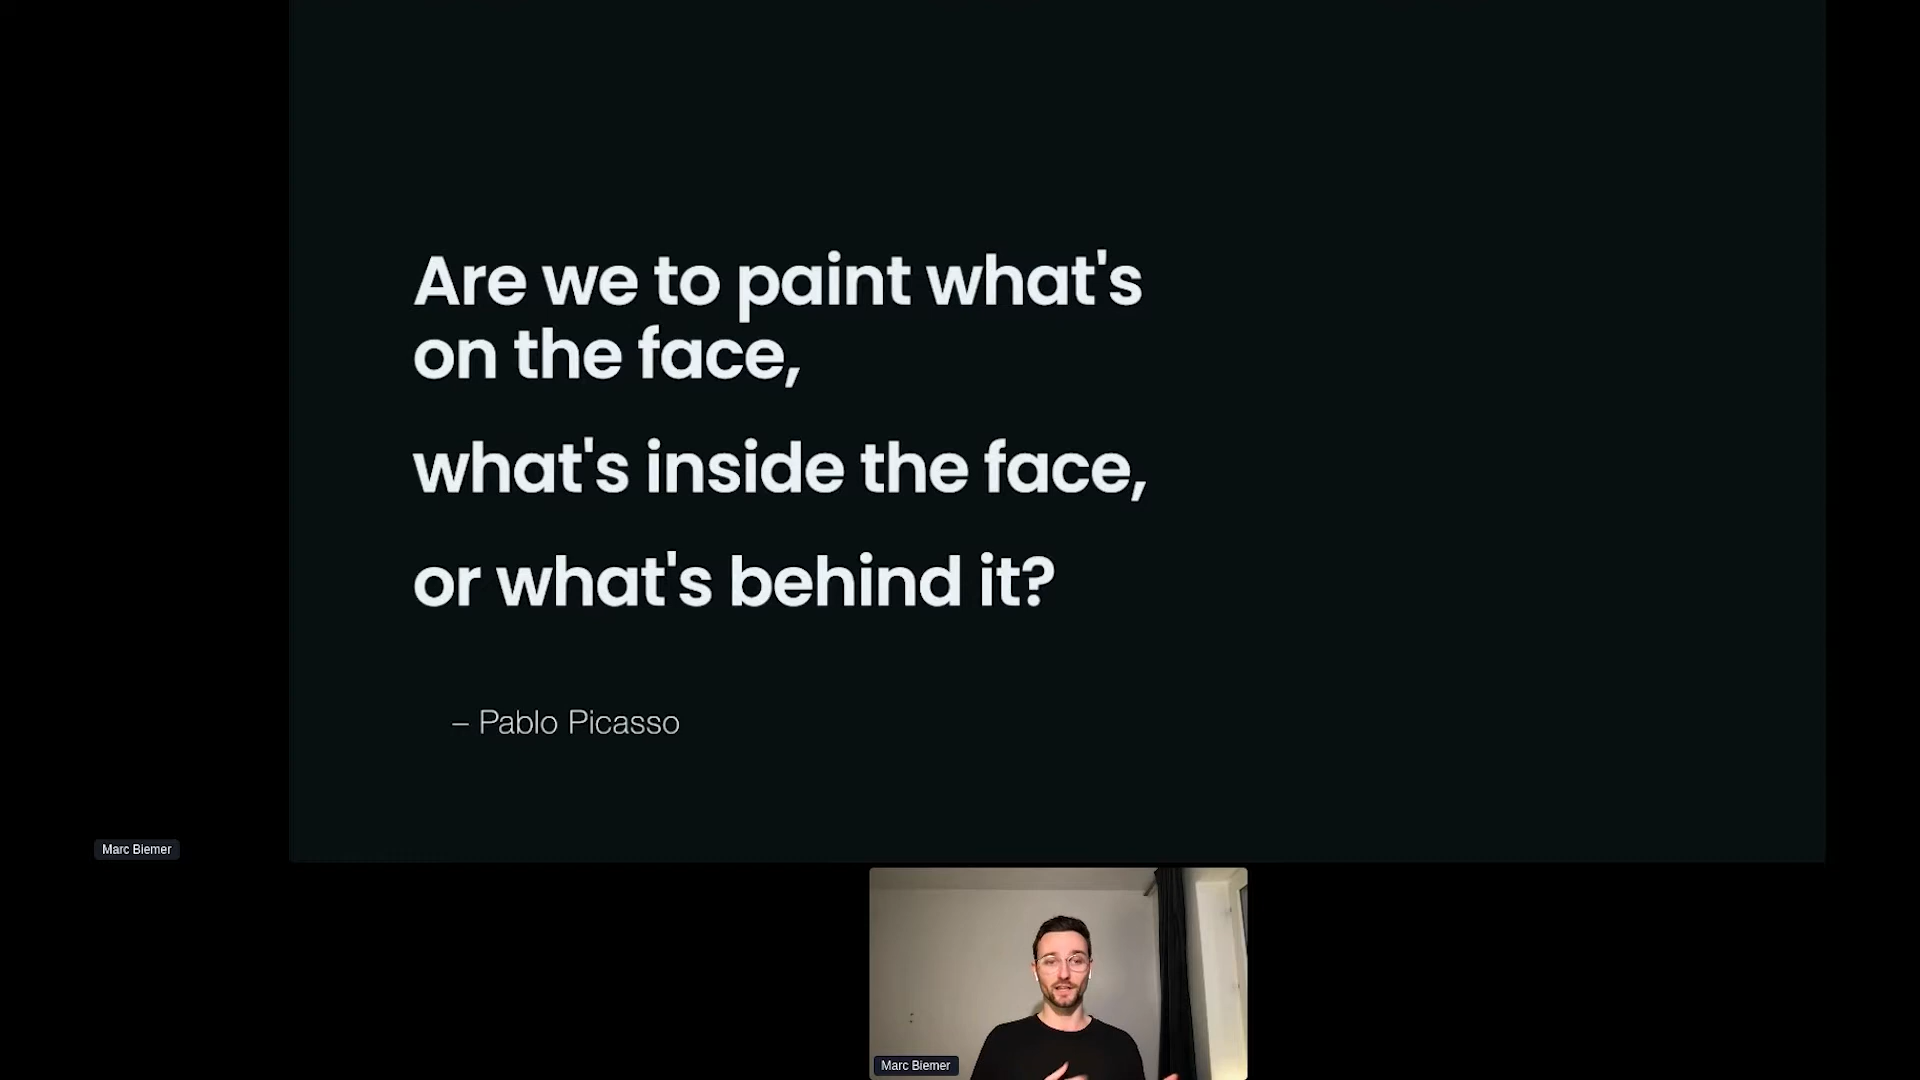 Are we to paint what's
on the face,
what's inside the face,
or what's behind it?
– Pablo Picasso
Marc Biemer
Marc Biemer